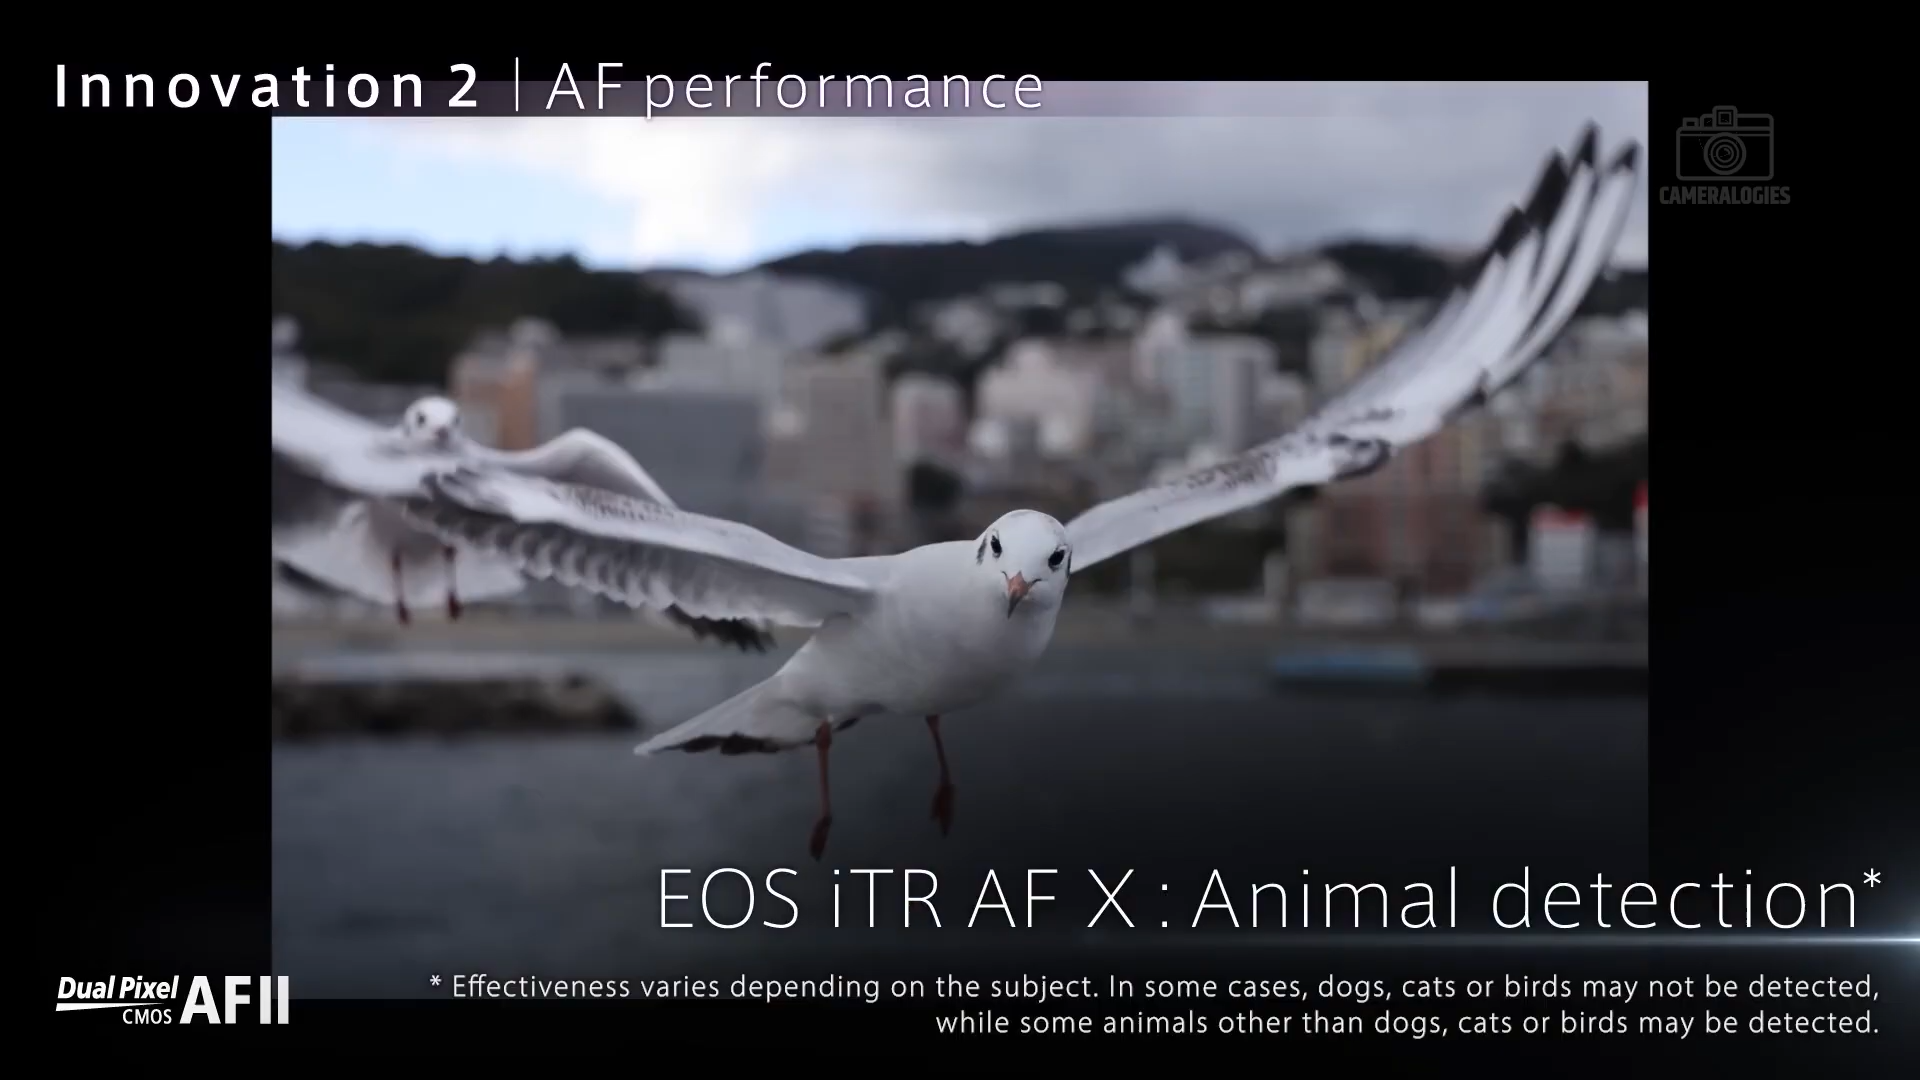 Innovation 2 | AF performance
CAMERALOGIES
EOS iTR AF X : Animal detection*
Dual Pixel
CMOS AF II
* Effectiveness varies depending on the subject. In some cases, dogs, cats or birds may not be detected,
while some animals other than dogs, cats or birds may be detected.